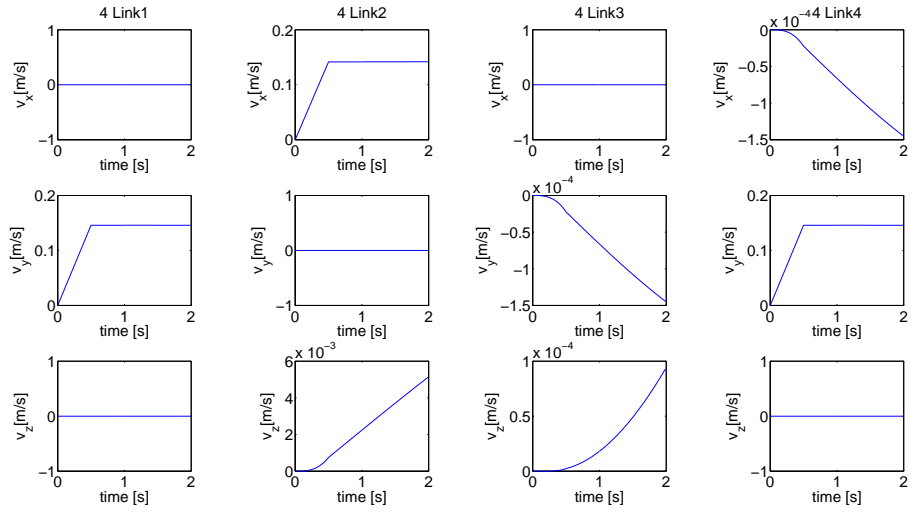 4 Link1
1
0
−1
v_x[m/s]
0 1 2
time [s]
4 Link2
0.2
0.1
0
v_x[m/s]
0 1 2
time [s]
4 Link3
1
0
−1
v_x[m/s]
0 1 2
time [s]
x 10^−4 4 Link4
0
−0.5
−1
−1.5
v_x[m/s]
0 1 2
time [s]
0.2
0.1
0
v_y[m/s]
0 1 2
time [s]
1
0
−1
v_y[m/s]
0 1 2
time [s]
x 10^−4
0
−0.5
−1
−1.5
v_y[m/s]
0 1 2
time [s]
0.2
0.1
0
v_y[m/s]
0 1 2
time [s]
1
0
−1
v_z[m/s]
0 1 2
time [s]
x 10^−3
6
4
2
0
v_z[m/s]
0 1 2
time [s]
x 10^−4
1
0.5
0
v_z[m/s]
0 1 2
time [s]
1
0
−1
v_z[m/s]
0 1 2
time [s]